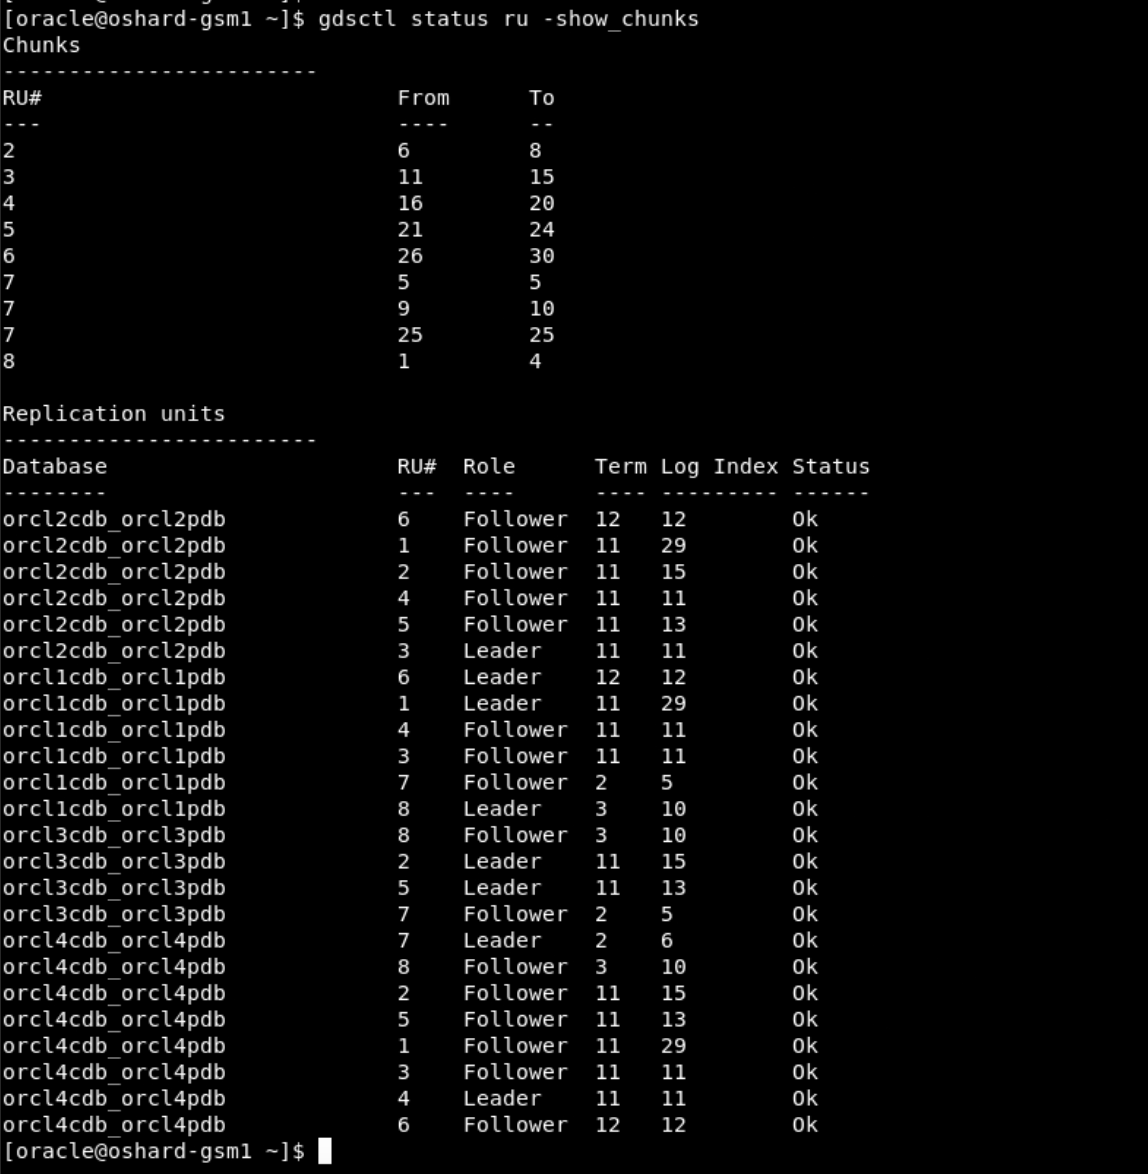 [oracle@oshard-gsm1 ~]$ gdsctl status ru -show_chunks
Chunks
------------------------
RU#                           From      To
---                           ----      --
2                             6         8
3                             11        15
4                             16        20
5                             21        24
6                             26        30
7                             5         5
7                             9         10
7                             25        25
8                             1         4

Replication units
------------------------
Database                      RU#  Role      Term Log Index Status
--------                      ---  ----      ---- --------- ------
orcl2cdb_orcl2pdb             6    Follower  12   12        Ok
orcl2cdb_orcl2pdb             1    Follower  11   29        Ok
orcl2cdb_orcl2pdb             2    Follower  11   15        Ok
orcl2cdb_orcl2pdb             4    Follower  11   11        Ok
orcl2cdb_orcl2pdb             5    Follower  11   13        Ok
orcl2cdb_orcl2pdb             3    Leader    11   11        Ok
orcl1cdb_orcl1pdb             6    Leader    12   12        Ok
orcl1cdb_orcl1pdb             1    Leader    11   29        Ok
orcl1cdb_orcl1pdb             4    Follower  11   11        Ok
orcl1cdb_orcl1pdb             3    Follower  11   11        Ok
orcl1cdb_orcl1pdb             7    Follower  2    5         Ok
orcl1cdb_orcl1pdb             8    Leader    3    10        Ok
orcl3cdb_orcl3pdb             8    Follower  3    10        Ok
orcl3cdb_orcl3pdb             2    Leader    11   15        Ok
orcl3cdb_orcl3pdb             5    Leader    11   13        Ok
orcl3cdb_orcl3pdb             7    Follower  2    5         Ok
orcl4cdb_orcl4pdb             7    Leader    2    6         Ok
orcl4cdb_orcl4pdb             8    Follower  3    10        Ok
orcl4cdb_orcl4pdb             2    Follower  11   15        Ok
orcl4cdb_orcl4pdb             5    Follower  11   13        Ok
orcl4cdb_orcl4pdb             1    Follower  11   29        Ok
orcl4cdb_orcl4pdb             3    Follower  11   11        Ok
orcl4cdb_orcl4pdb             4    Leader    11   11        Ok
orcl4cdb_orcl4pdb             6    Follower  12   12        Ok
[oracle@oshard-gsm1 ~]$